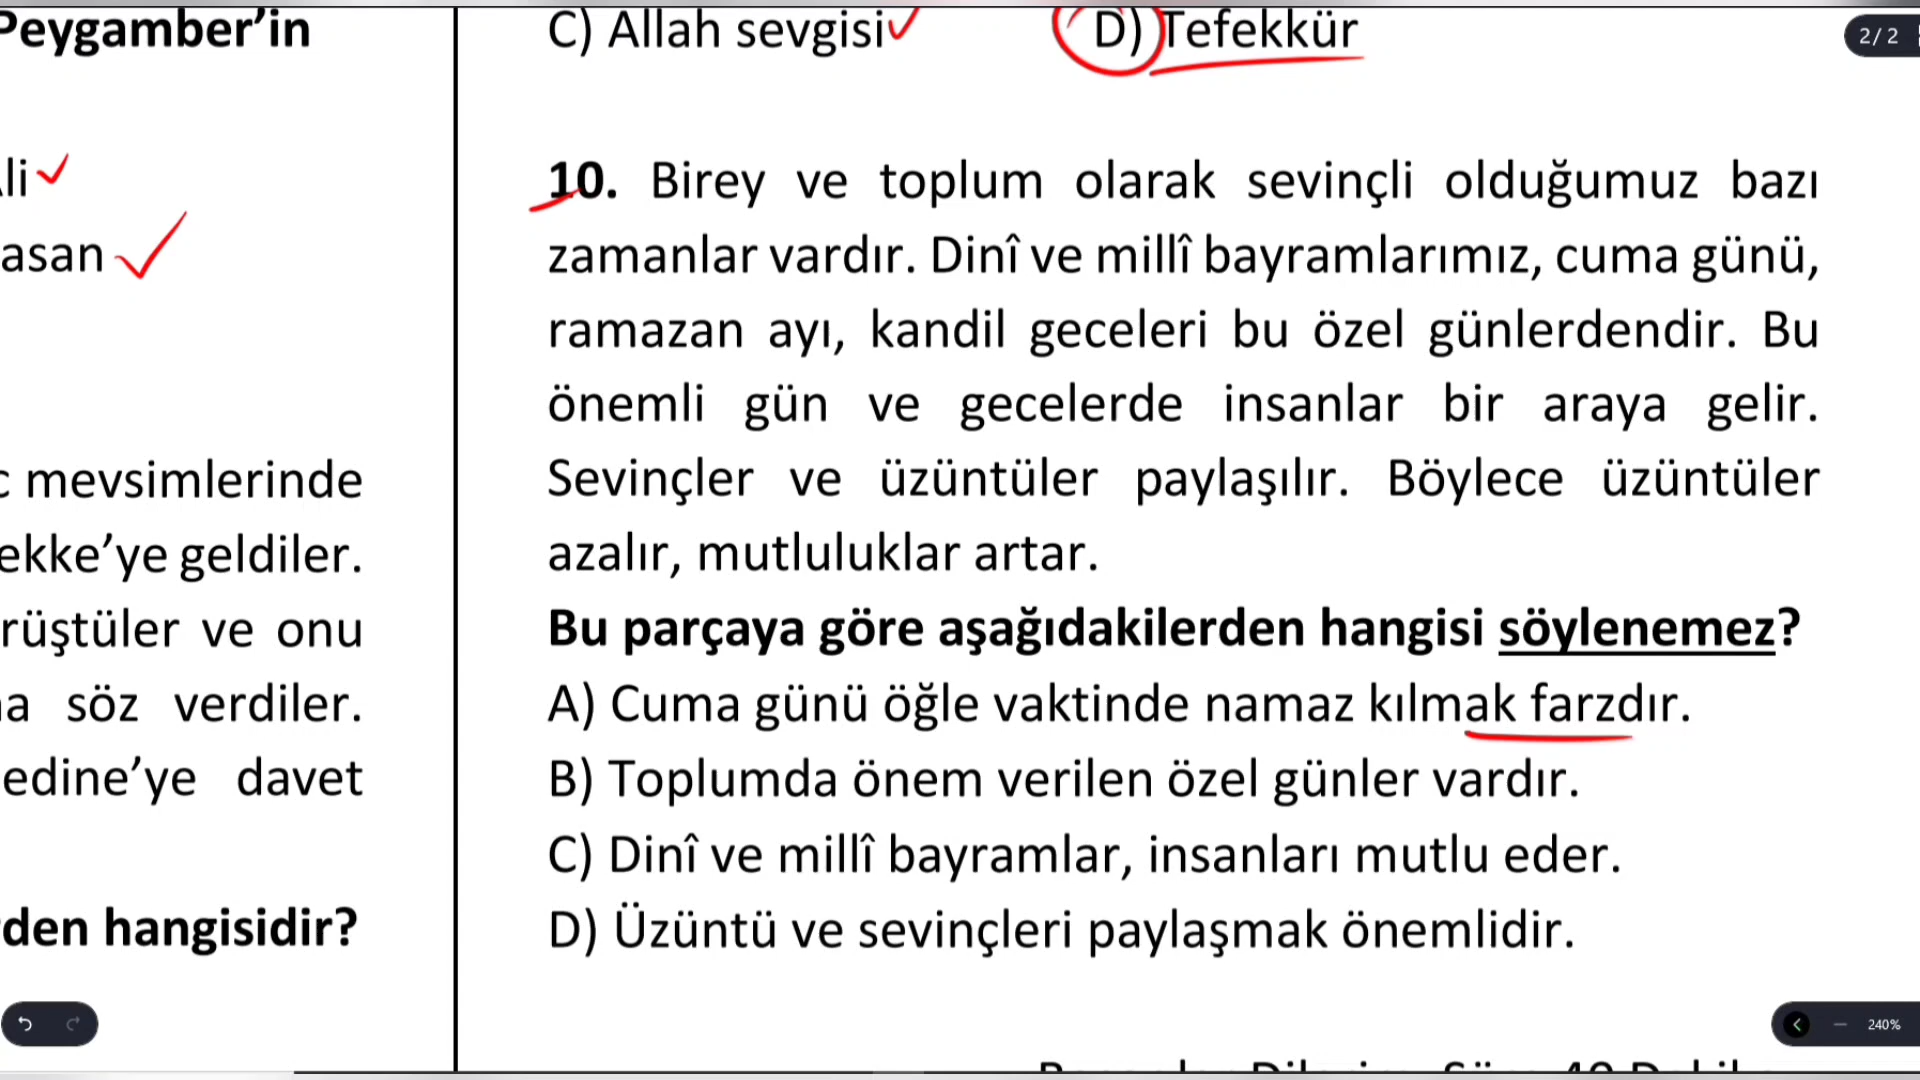 Peygamber'in
asan
mevsimlerinde
ekke'ye geldiler.
rüştüler ve onu
söz verdiler.
edine'ye davet
den hangisidir?
C) Allah sevgisi
D) Tefekkür
10. Birey ve toplum olarak sevinçli olduğumuz bazı
zamanlar vardır. Dinî ve millî bayramlarımız, cuma günü,
ramazan ayı, kandil geceleri bu özel günlerdendir. Bu
önemli gün ve gecelerde insanlar bir araya gelir.
Sevinçler ve üzüntüler paylaşılır. Böylece üzüntüler
azalır, mutluluklar artar.
Bu parçaya göre aşağıdakilerden hangisi söylenemez?
A) Cuma günü öğle vaktinde namaz kılmak farzdır.
B) Toplumda önem verilen özel günler vardır.
C) Dinî ve millî bayramlar, insanları mutlu eder.
D) Üzüntü ve sevinçleri paylaşmak önemlidir.
2/2
240%